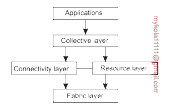 Applications
Collective layer
Connectivity layer
Resource layer
Fabric layer